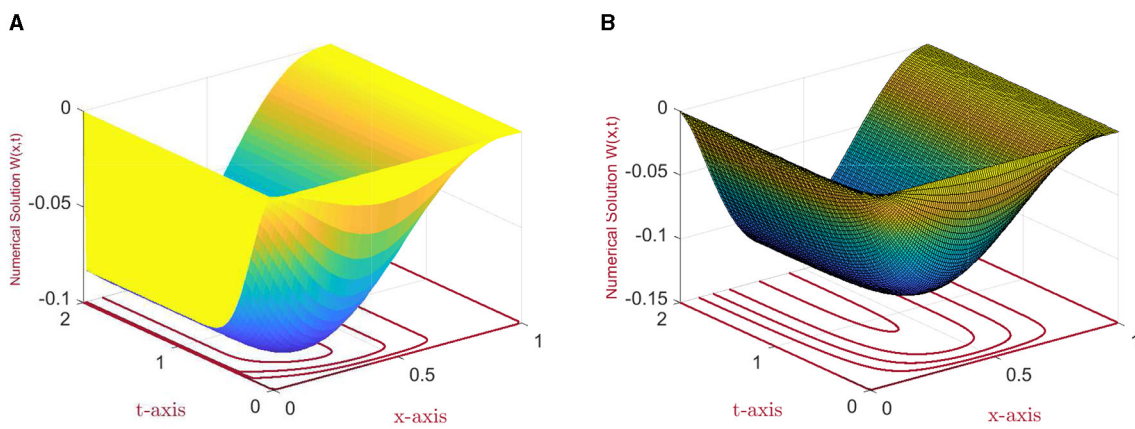 A
B
Numerical Solution W(x,t)
0
-0.05
-0.1
2
1
0
t-axis
0
0.5
1
x-axis
Numerical Solution W(x,t)
0
-0.05
-0.1
-0.15
2
1
0
t-axis
0
0.5
1
x-axis